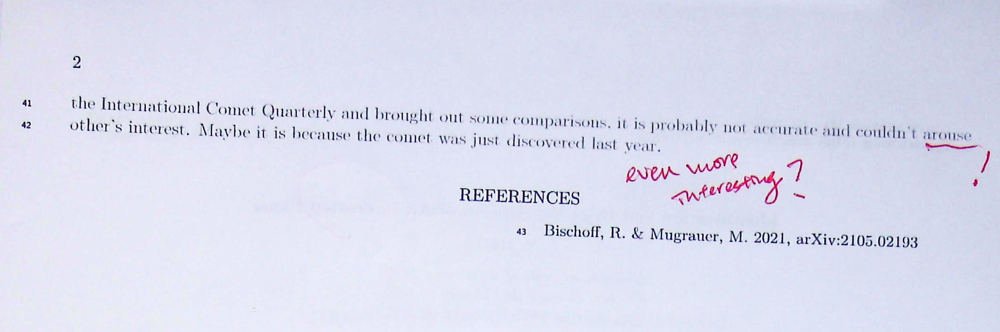 2
41 the International Comet Quarterly and brought out some comparisons, it is probably not accurate and couldn't arouse
42 other's interest. Maybe it is because the comet was just discovered last year.
even more
interesting?
!
REFERENCES
43 Bischoff, R. & Mugrauer, M. 2021, arXiv:2105.02193